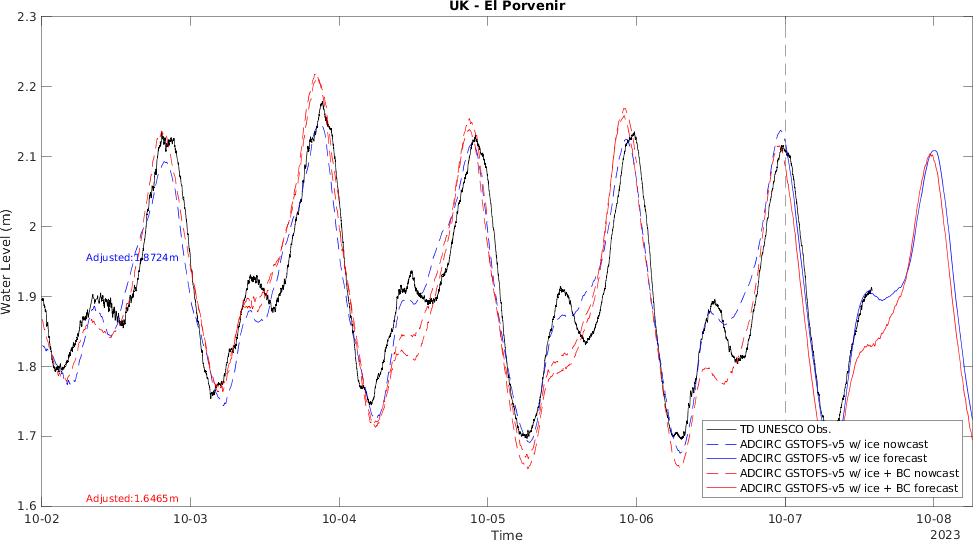 UK - El Porvenir
2.3
2.2
2.1
2
1.9
1.8
1.7
1.6
Water Level (m)
Adjusted:1.8724m
Adjusted:1.6465m
TD UNESCO Obs.
ADCIRC GSTOFS-v5 w/ ice nowcast
ADCIRC GSTOFS-v5 w/ ice forecast
ADCIRC GSTOFS-v5 w/ ice + BC nowcast
ADCIRC GSTOFS-v5 w/ ice + BC forecast
10-02 10-03 10-04 10-05 10-06 10-07 10-08
Time
2023